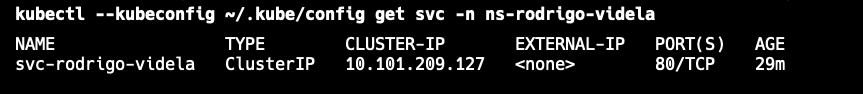 kubectl --kubeconfig ~/.kube/config get svc -n ns-rodrigo-videla
NAME TYPE CLUSTER-IP EXTERNAL-IP PORT(S) AGE
svc-rodrigo-videla ClusterIP 10.101.209.127 <none> 80/TCP 29m